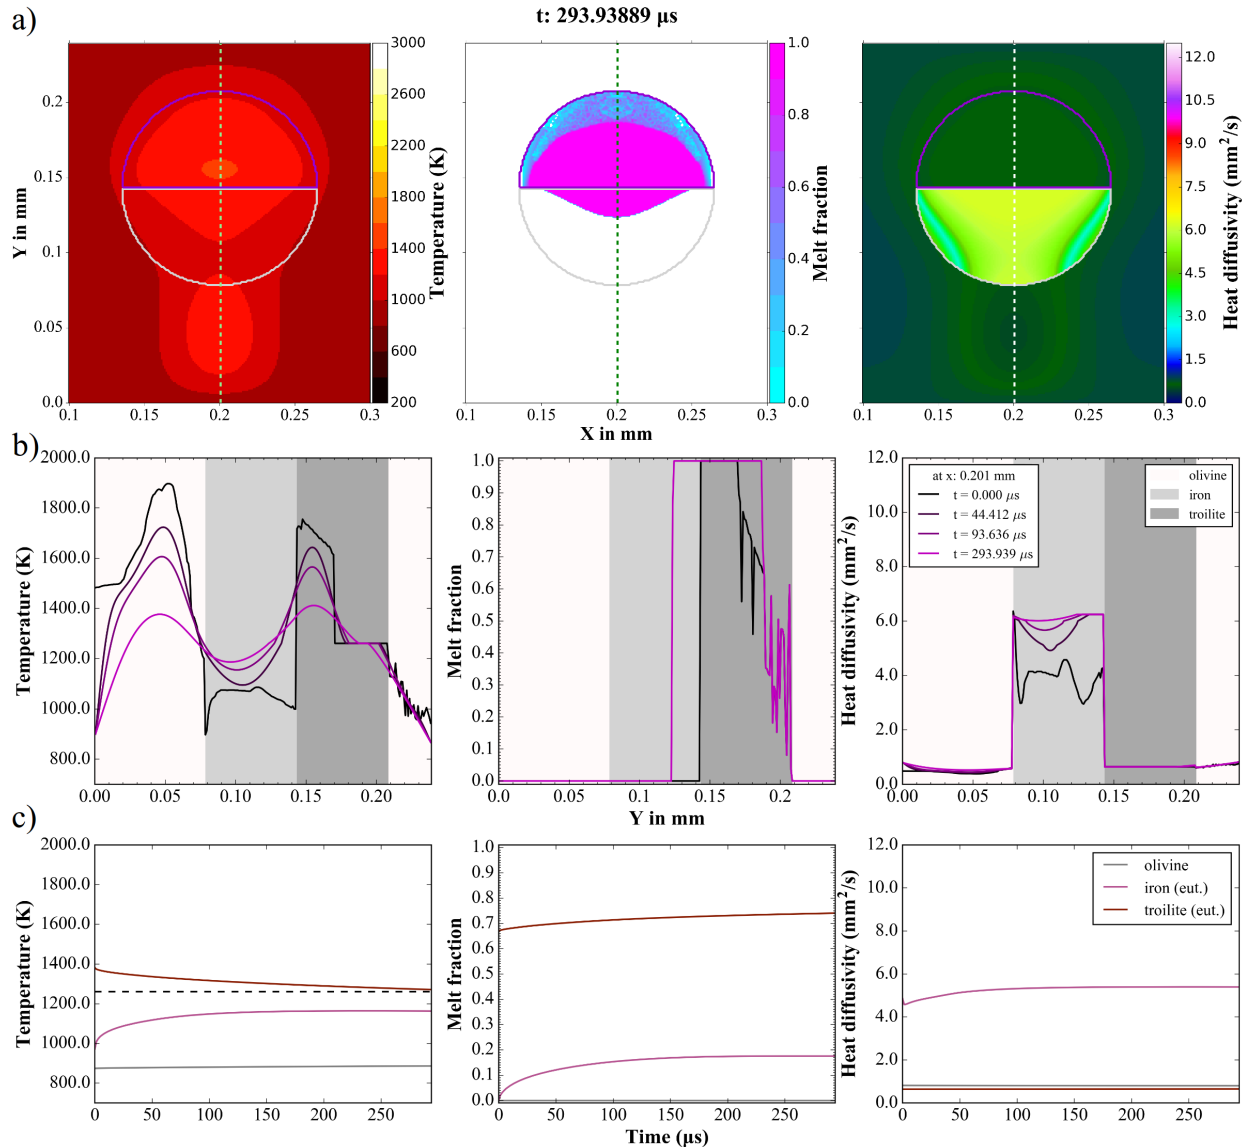 a)
t: 293.93889 μs
Y in mm
0.2
0.15
0.1
0.05
0.0
0.1 0.15 0.2 0.25 0.3
3000
2600
2200
1800
1400
1000
600
200
Temperature (K)
0.1 0.15 0.2 0.25 0.3
X in mm
1.0
0.8
0.6
0.4
0.2
0.0
Melt fraction
0.1 0.15 0.2 0.25 0.3
12.0
10.5
9.0
7.5
6.0
4.5
3.0
1.5
0.0
Heat diffusivity (mm²/s)
b)
Temperature (K)
2000.0
1800.0
1600.0
1400.0
1200.0
1000.0
800.0
0.00 0.05 0.10 0.15 0.20
Melt fraction
1.0
0.9
0.8
0.7
0.6
0.5
0.4
0.3
0.2
0.1
0.0
0.00 0.05 0.10 0.15 0.20
Y in mm
Heat diffusivity (mm²/s)
12.0
10.0
8.0
6.0
4.0
2.0
0.0
0.00 0.05 0.10 0.15 0.20
at x: 0.201 mm
t = 0.000 μs
t = 44.412 μs
t = 93.636 μs
t = 293.939 μs
olivine
iron
troilite
c)
Temperature (K)
2000.0
1800.0
1600.0
1400.0
1200.0
1000.0
800.0
0 50 100 150 200 250
Melt fraction
1.0
0.9
0.8
0.7
0.6
0.5
0.4
0.3
0.2
0.1
0.0
0 50 100 150 200 250
Time (μs)
Heat diffusivity (mm²/s)
12.0
10.0
8.0
6.0
4.0
2.0
0.0
0 50 100 150 200 250
olivine
iron (eut.)
troilite (eut.)